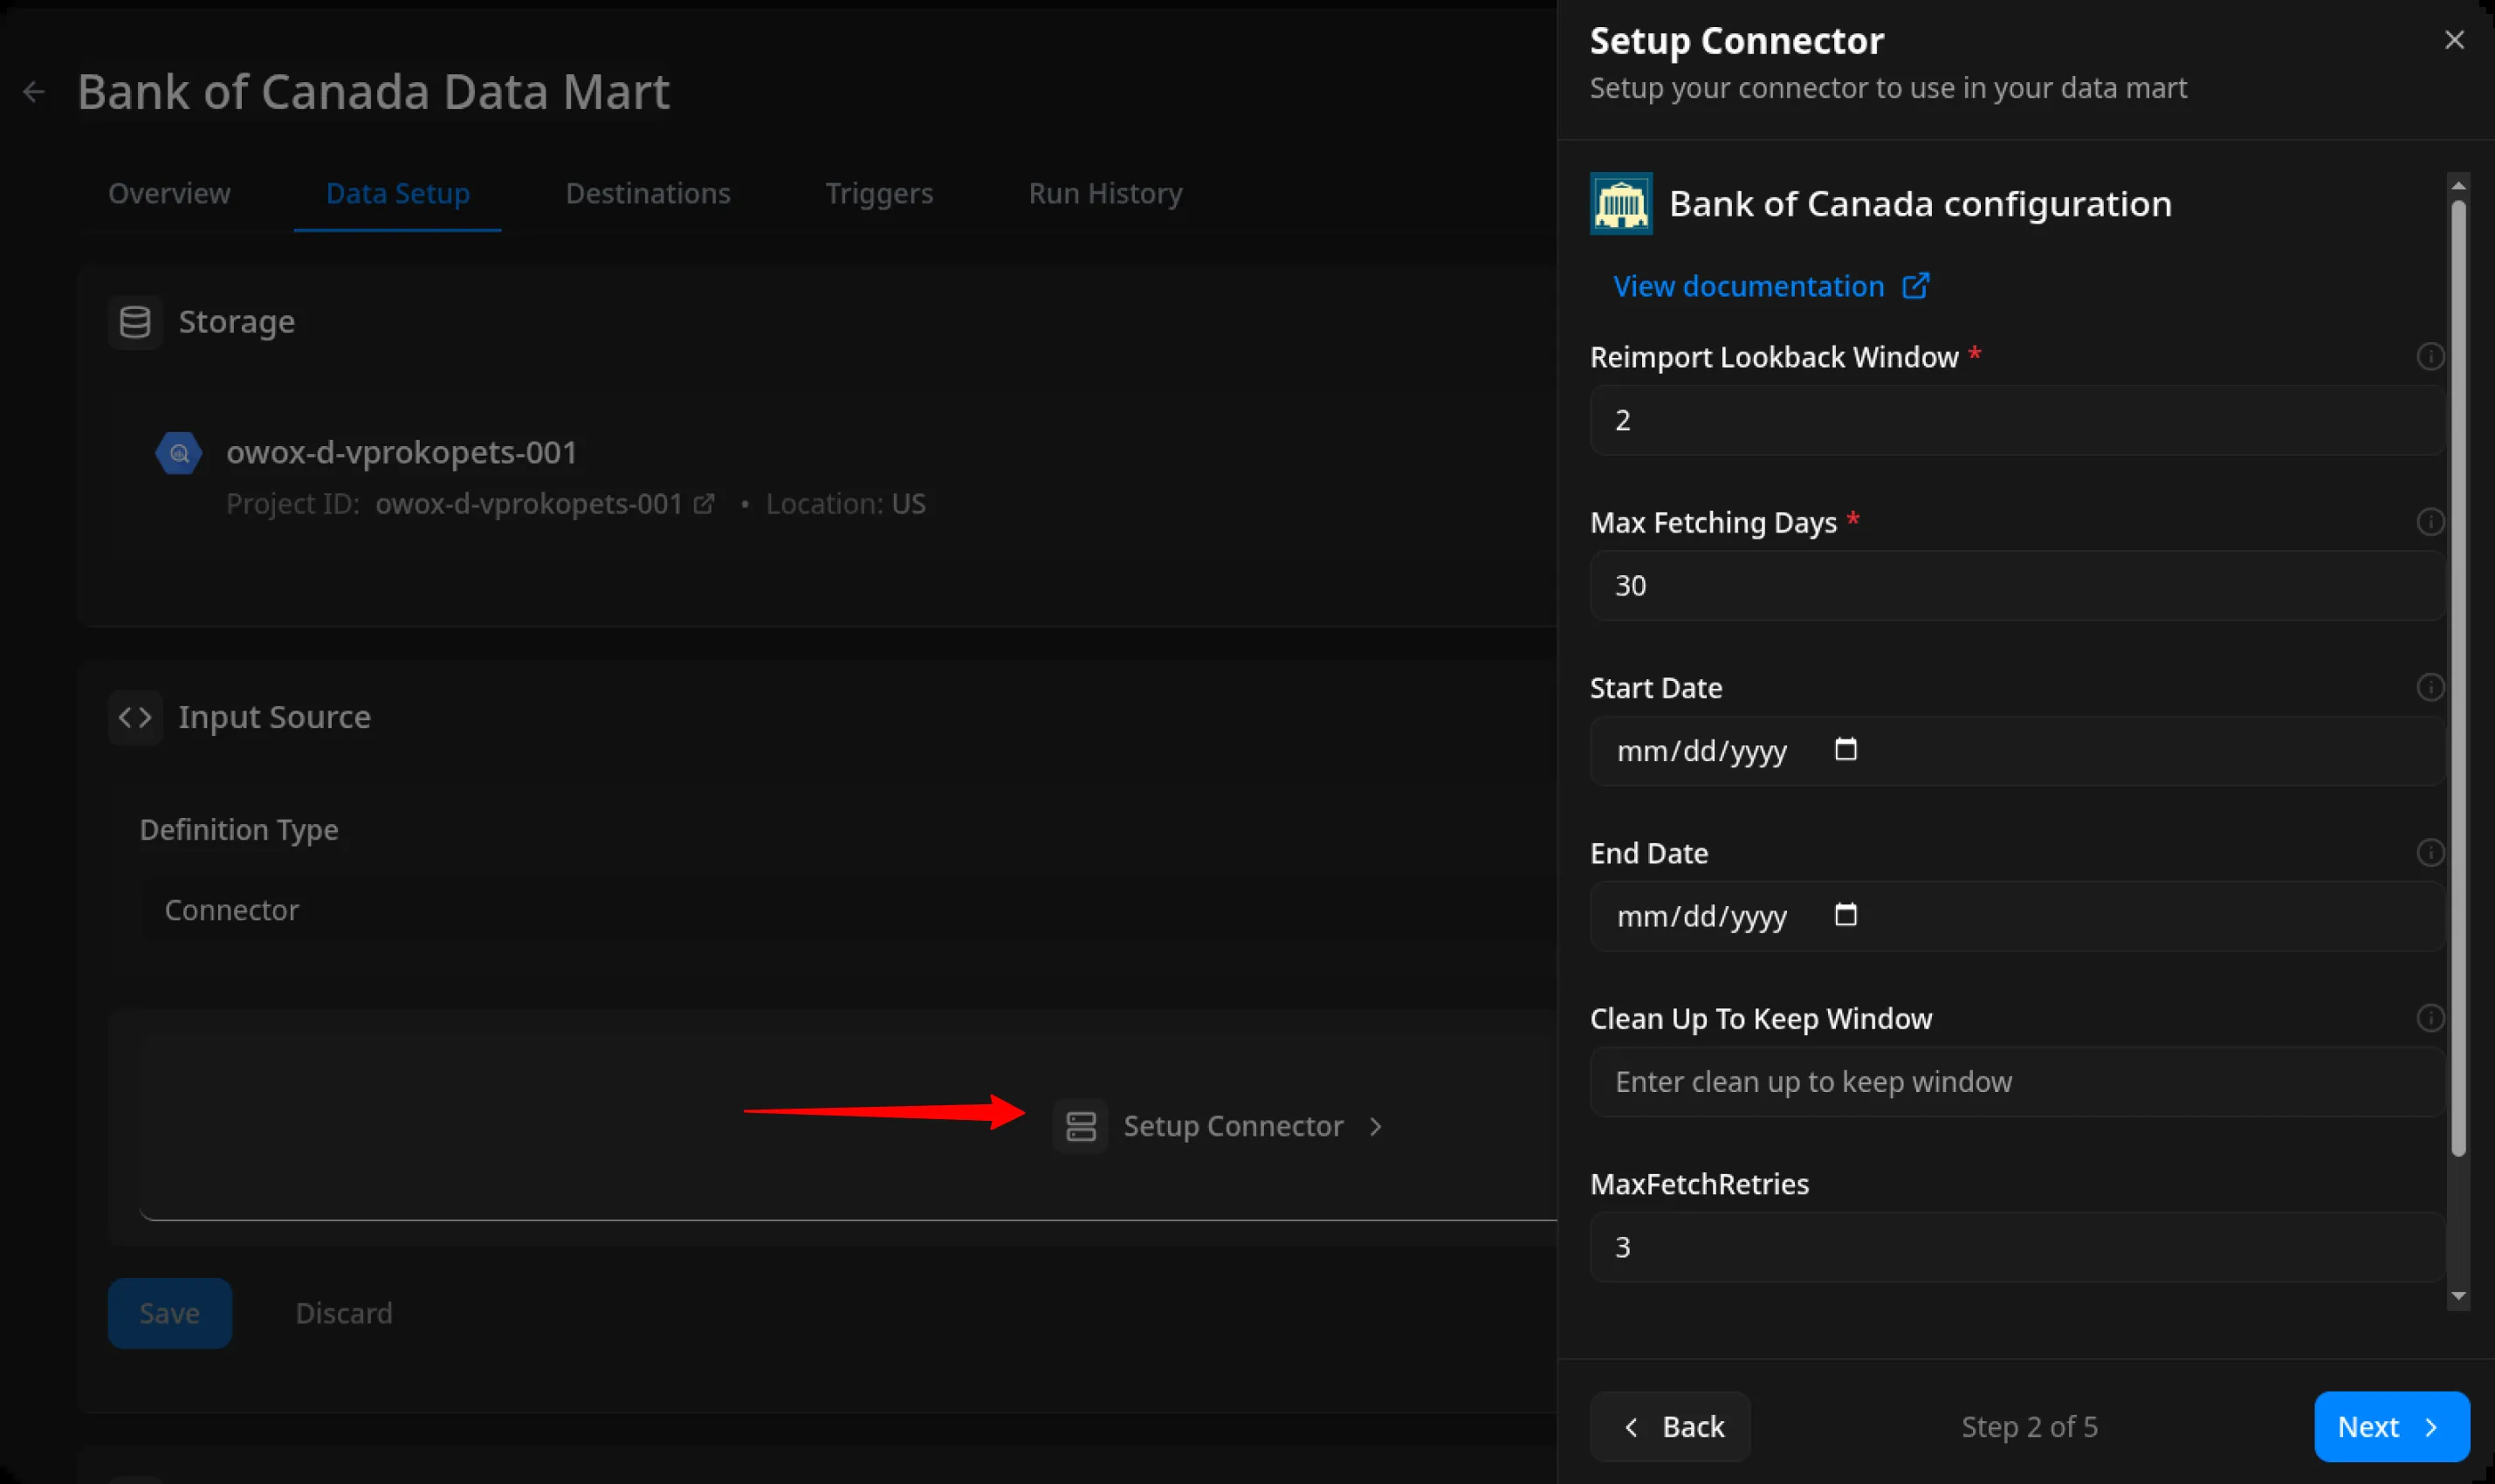 Bank of Canada Data Mart
Overview
Data Setup
Destinations
Triggers
Run History
Storage
owox-d-vprokopets-001
Project ID: owox-d-vprokopets-001 • Location: US
Input Source
Definition Type
Connector
Setup Connector
Save
Discard
Setup Connector
Setup your connector to use in your data mart
Bank of Canada configuration
View documentation
Reimport Lookback Window *
2
Max Fetching Days *
30
Start Date
mm/dd/yyyy
End Date
mm/dd/yyyy
Clean Up To Keep Window
Enter clean up to keep window
MaxFetchRetries
3
Back
Step 2 of 5
Next